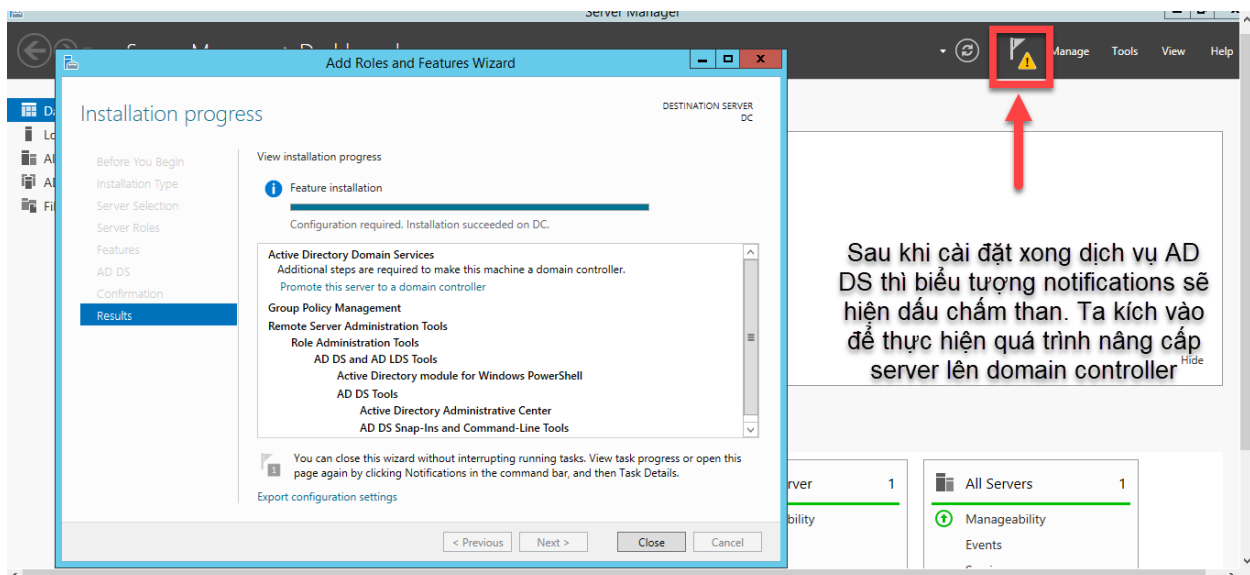 Server Manager
Manage Tools View Help
Add Roles and Features Wizard
Installation progress
DESTINATION SERVER
DC
Before You Begin
Installation Type
Server Selection
Server Roles
Features
AD DS
Confirmation
Results
View installation progress
Feature installation
Configuration required. Installation succeeded on DC.
Active Directory Domain Services
Additional steps are required to make this machine a domain controller.
Promote this server to a domain controller
Group Policy Management
Remote Server Administration Tools
Role Administration Tools
AD DS and AD LDS Tools
Active Directory module for Windows PowerShell
AD DS Tools
Active Directory Administrative Center
AD DS Snap-Ins and Command-Line Tools
1
You can close this wizard without interrupting running tasks. View task progress or open this
page again by clicking Notifications in the command bar, and then Task Details.
Export configuration settings
< Previous Next > Close Cancel
Sau khi cài đặt xong dịch vụ AD
DS thì biểu tượng notifications sẽ
hiện dấu chấm than. Ta kích vào
để thực hiện quá trình nâng cấp
server lên domain controller
Hide
1
All Servers 1
Manageability
Events